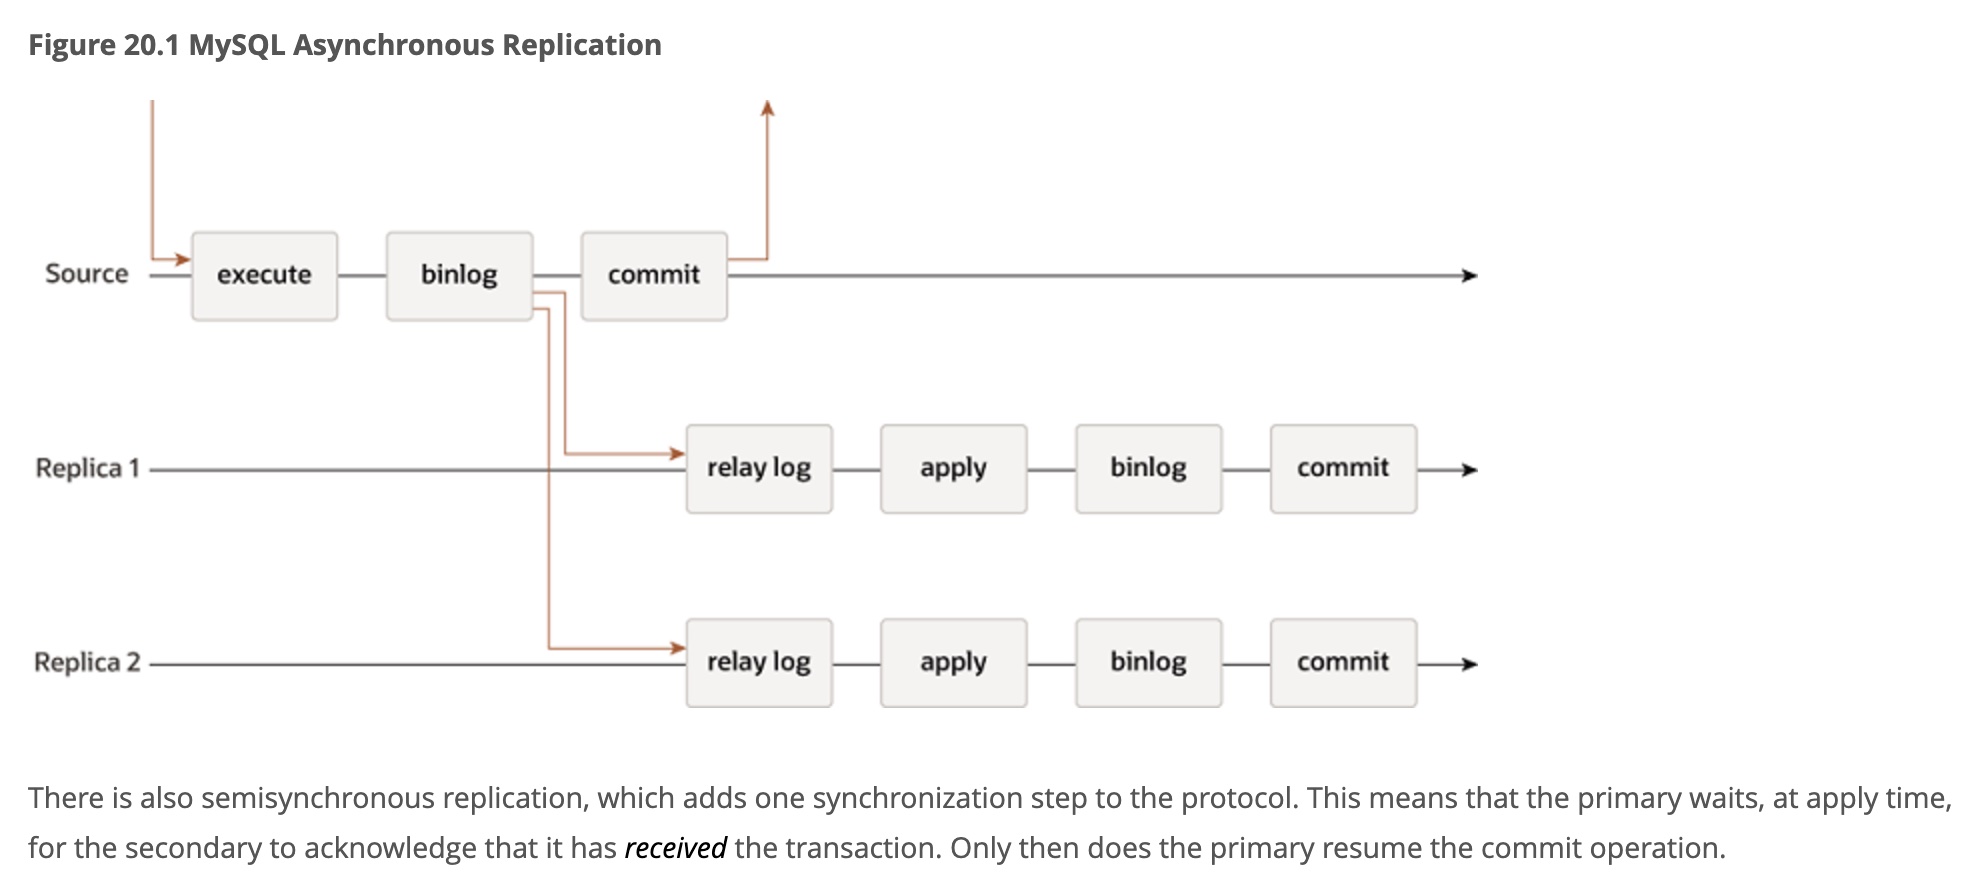 Figure 20.1 MySQL Asynchronous Replication
Source execute binlog commit
Replica 1 relay log apply binlog commit
Replica 2 relay log apply binlog commit
There is also semisynchronous replication, which adds one synchronization step to the protocol. This means that the primary waits, at apply time,
for the secondary to acknowledge that it has received the transaction. Only then does the primary resume the commit operation.